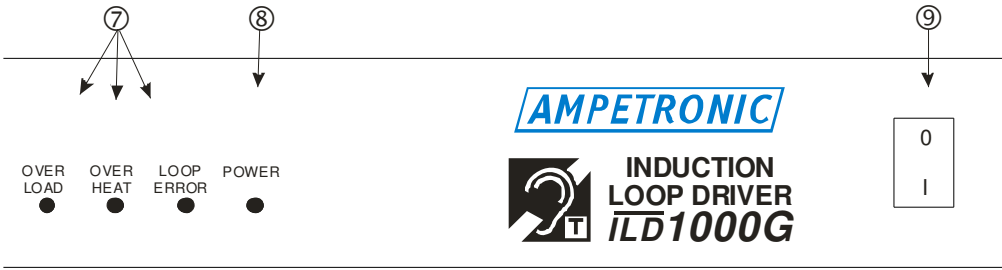 ⑦ ⑧ ⑨
AMPETRONIC
0
OVER LOAD
OVER HEAT
LOOP ERROR
POWER
INDUCTION
LOOP DRIVER
ILD1000G
T
I